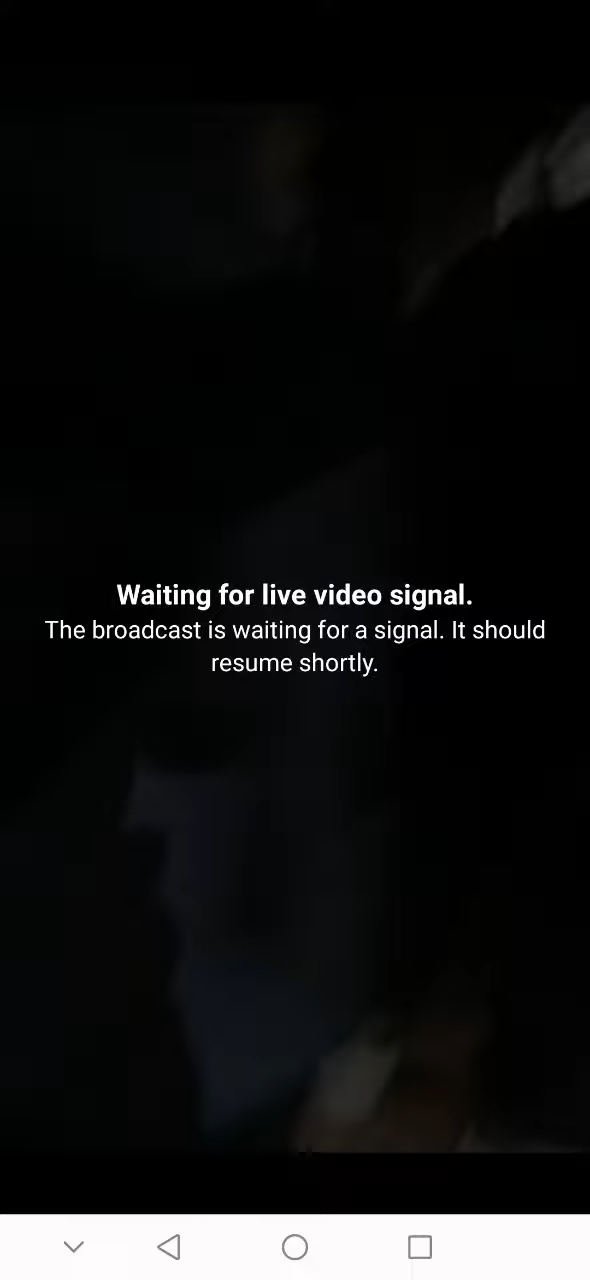 Waiting for live video signal.
The broadcast is waiting for a signal. It should
resume shortly.